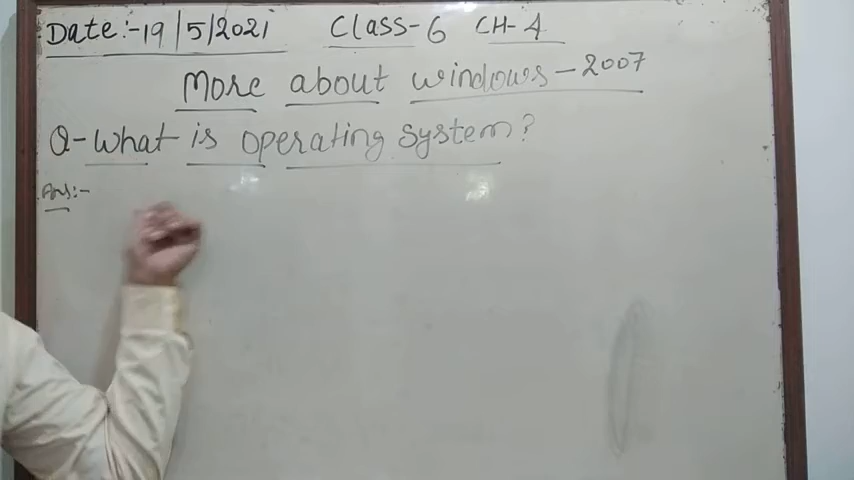 Date:-19/5/2021 Class-6 CH-4
More about windows-2007
Q-What is operating system?
Ans:-